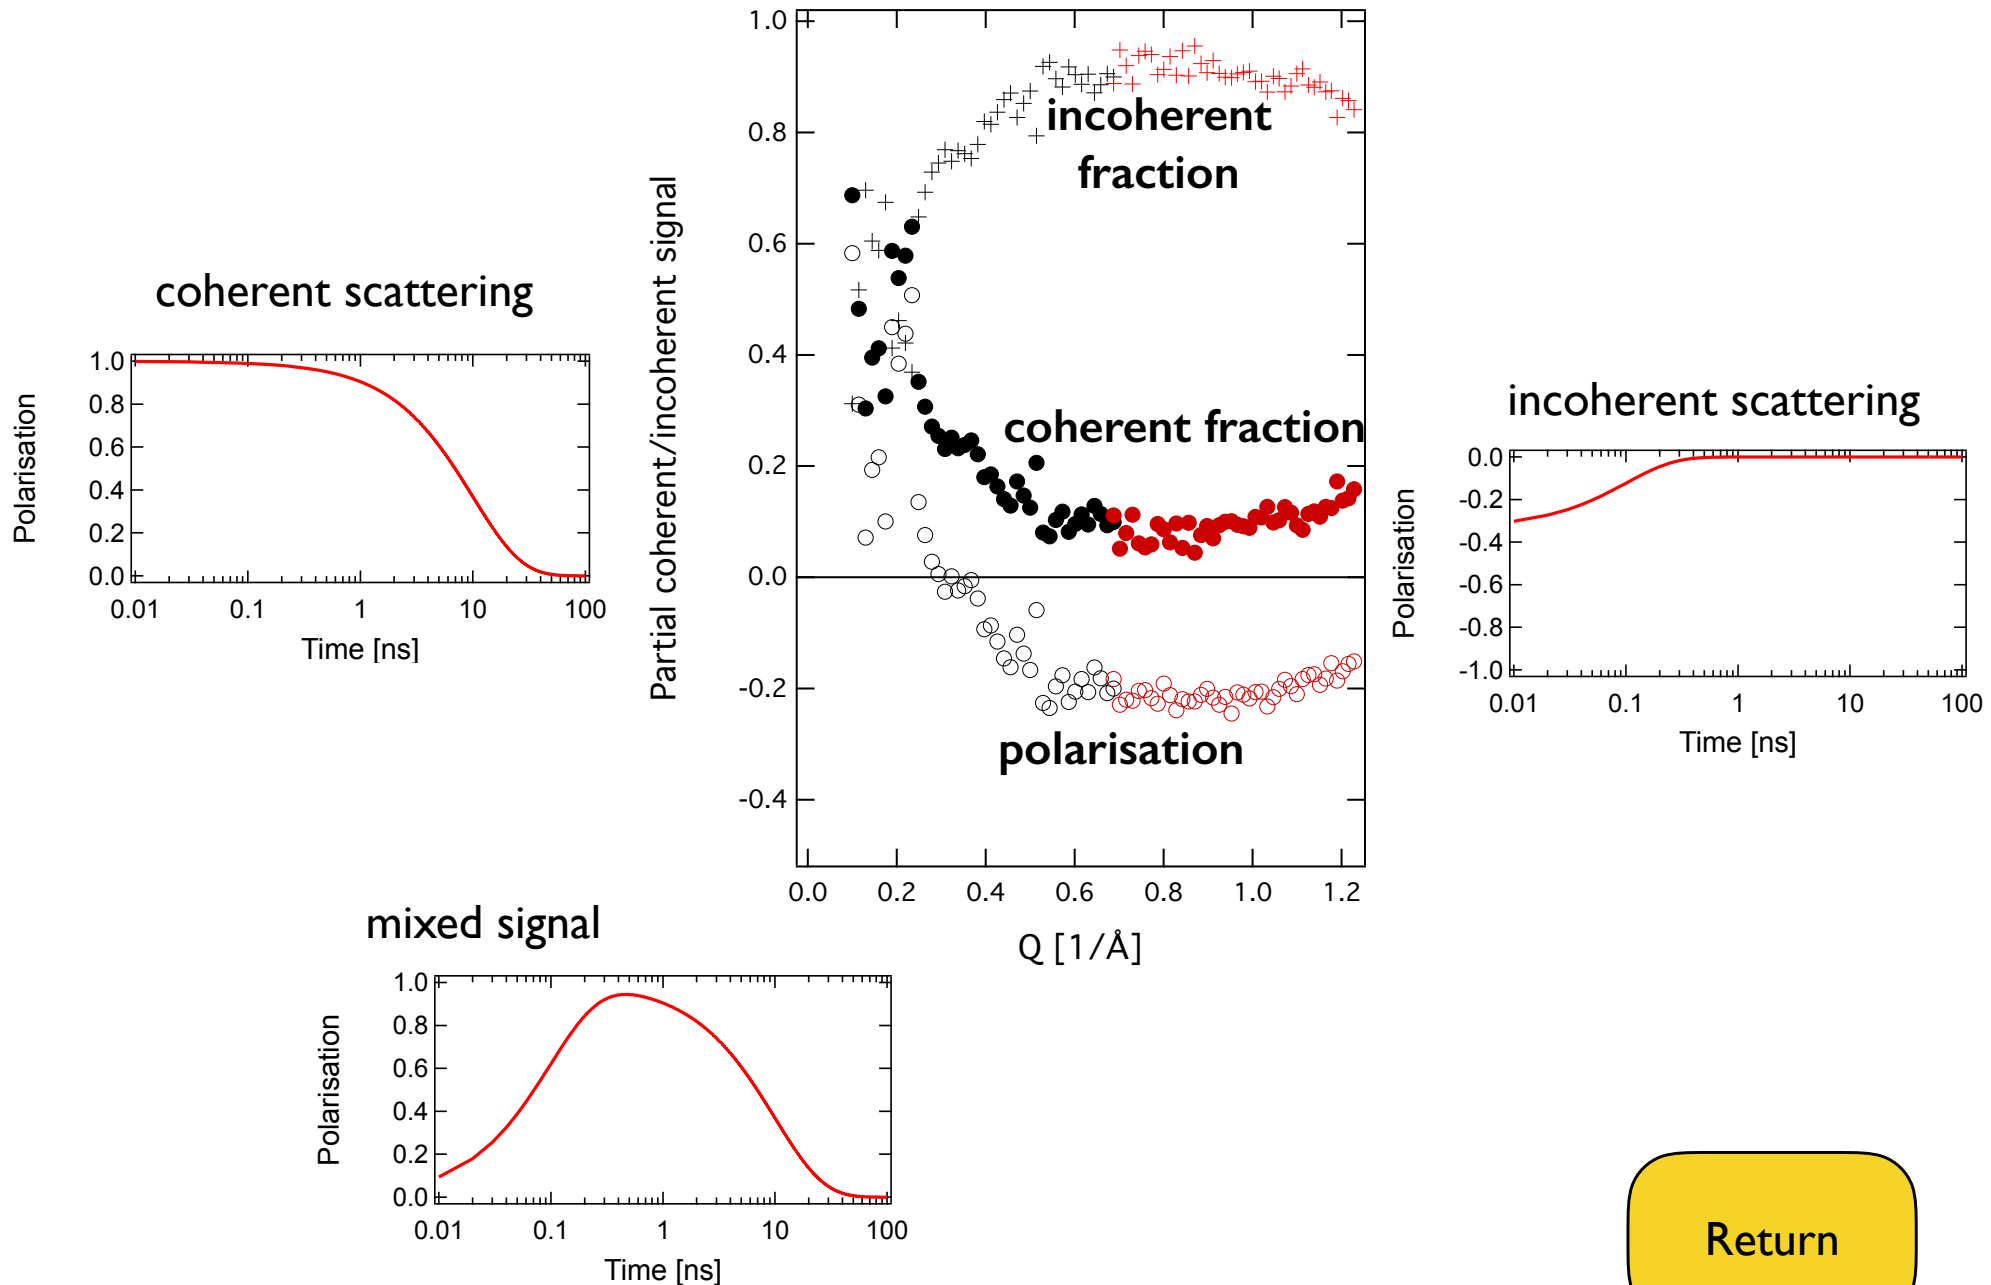 coherent scattering
Polarisation
1.0
0.8
0.6
0.4
0.2
0.0
0.01 0.1 1 10 100
Time [ns]
Partial coherent/incoherent signal
1.0
0.8
0.6
0.4
0.2
0.0
-0.2
-0.4
incoherent
fraction
coherent fraction
polarisation
0.0 0.2 0.4 0.6 0.8 1.0 1.2
Q [1/Å]
incoherent scattering
Polarisation
0.0
-0.2
-0.4
-0.6
-0.8
-1.0
0.01 0.1 1 10 100
Time [ns]
mixed signal
Polarisation
1.0
0.8
0.6
0.4
0.2
0.0
0.01 0.1 1 10 100
Time [ns]
Return